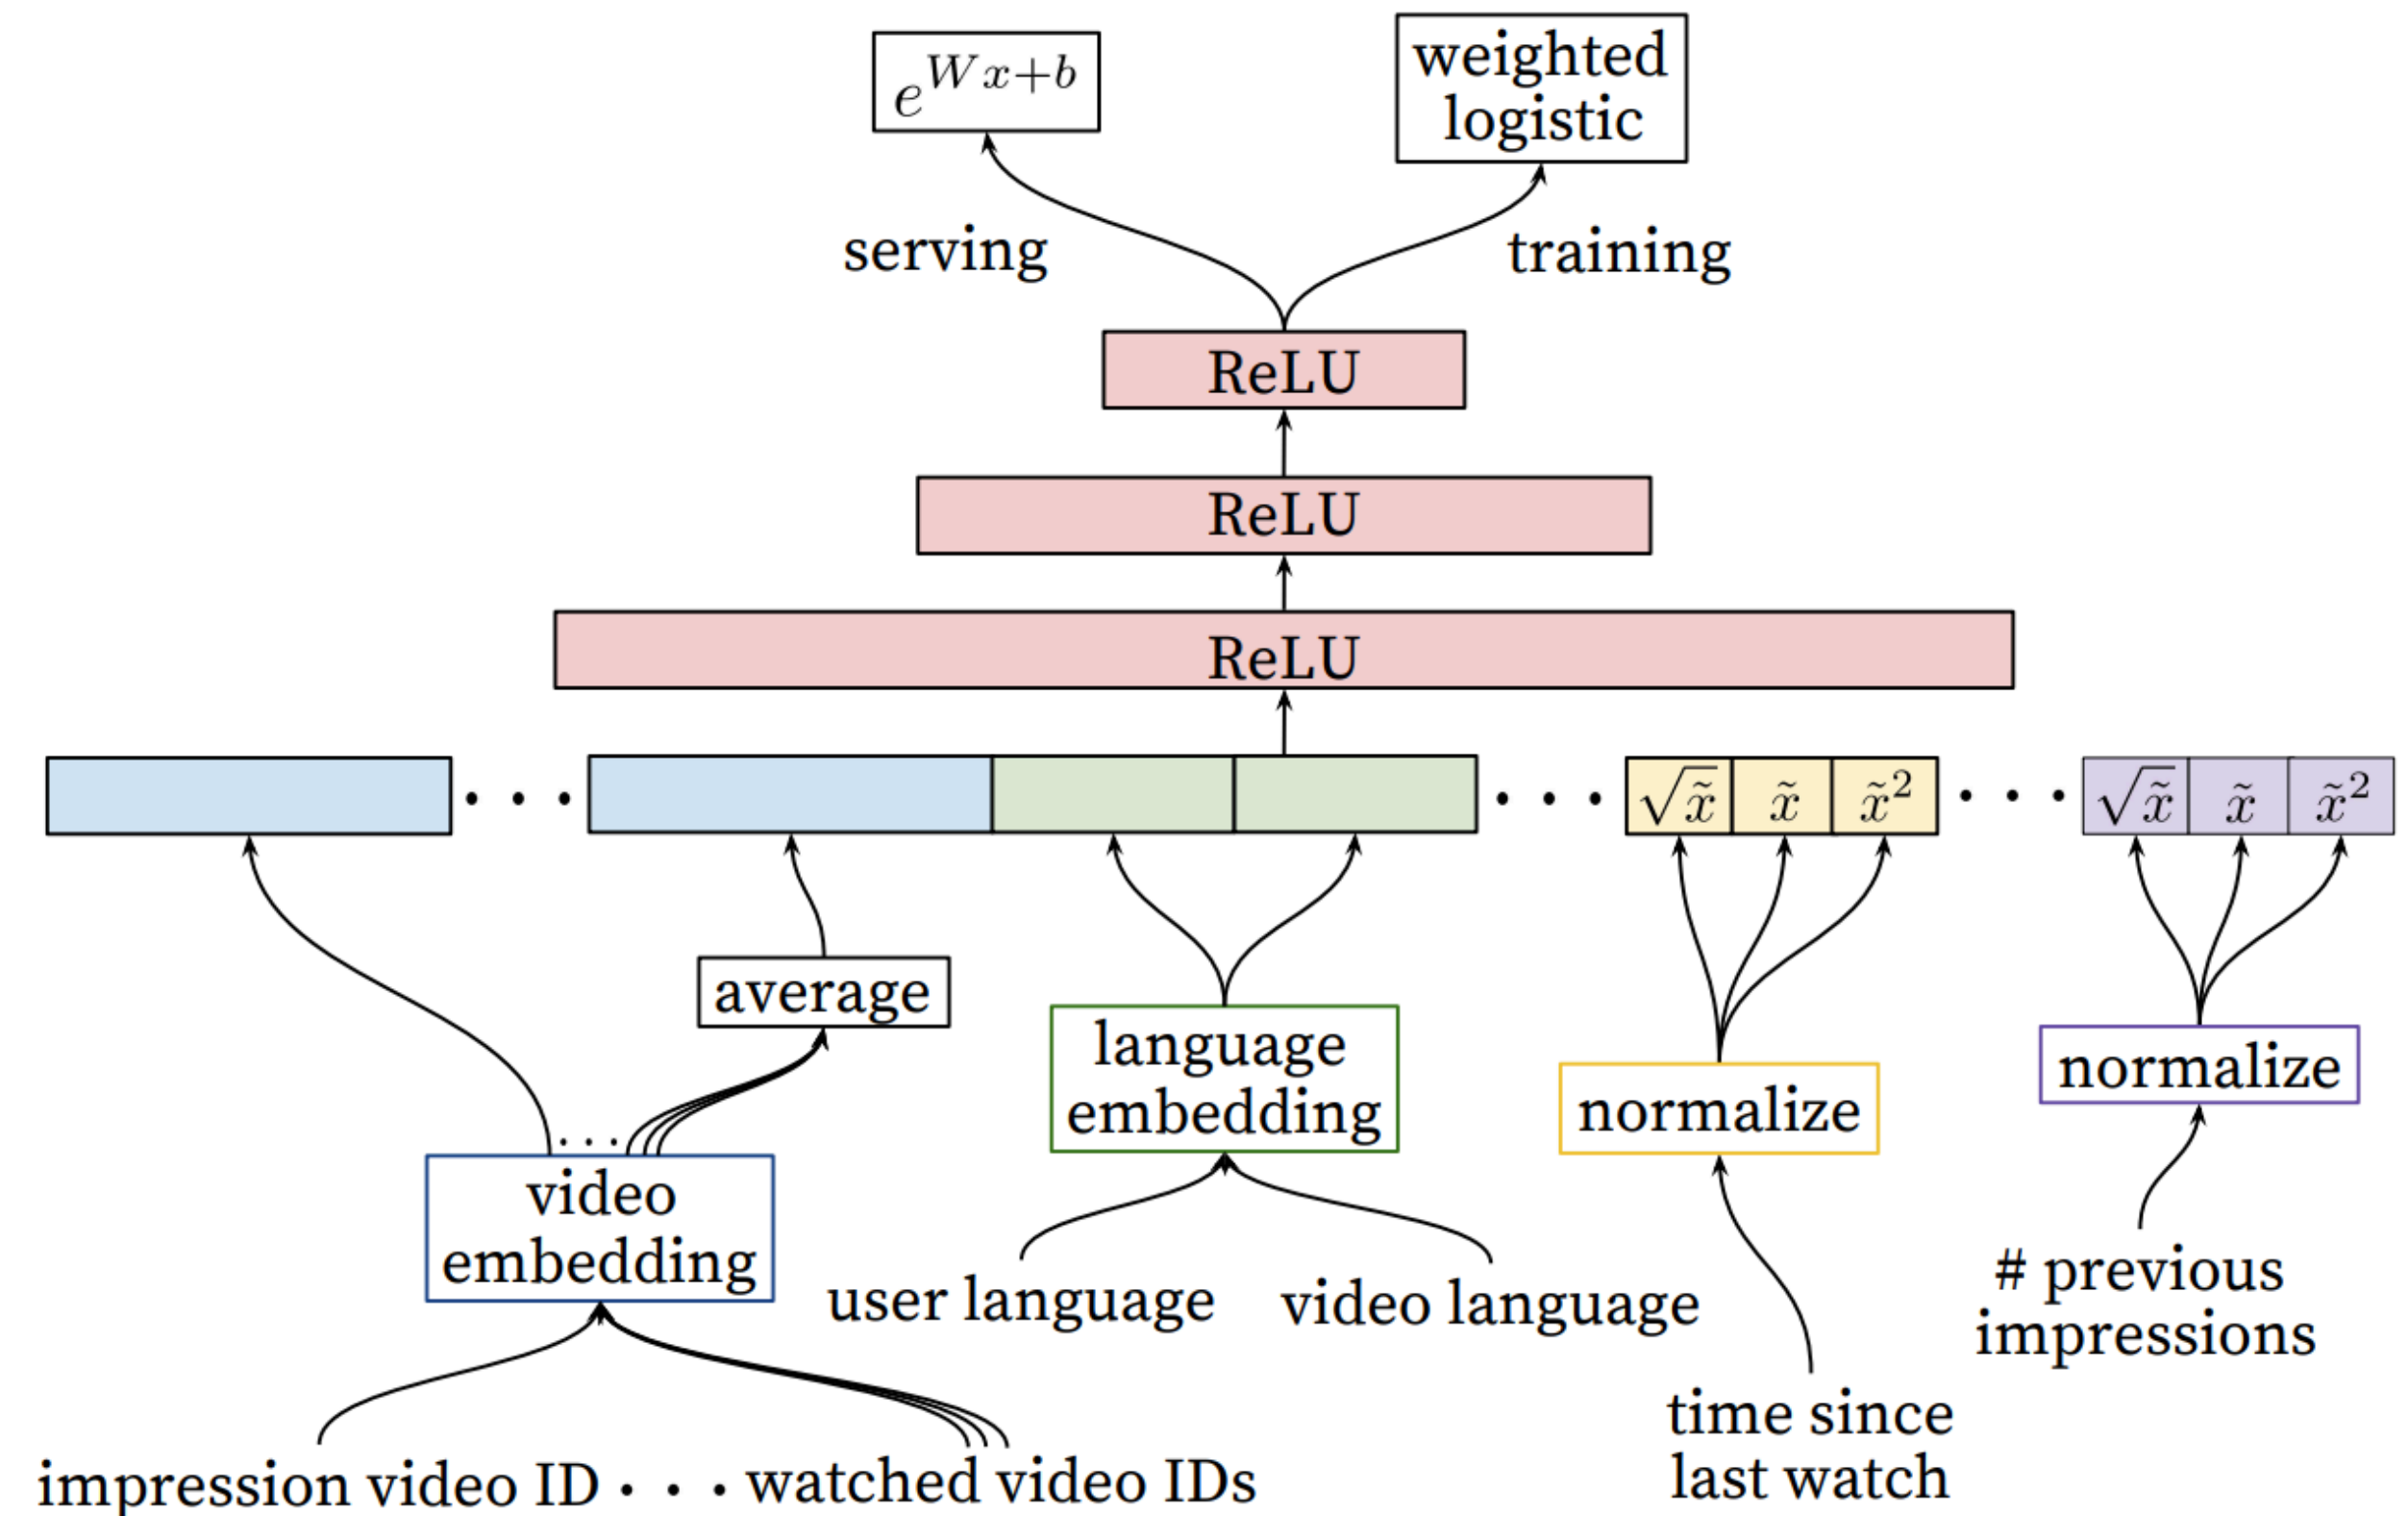 e^{Wx+b}
weighted
logistic
serving
training
ReLU
ReLU
ReLU
. . .
. . .
√x̃ x̃ x̃²
. . .
√x̃ x̃ x̃²
average
language
embedding
normalize
normalize
. . .
video
embedding
user language
video language
# previous
impressions
time since
last watch
impression video ID . . . watched video IDs